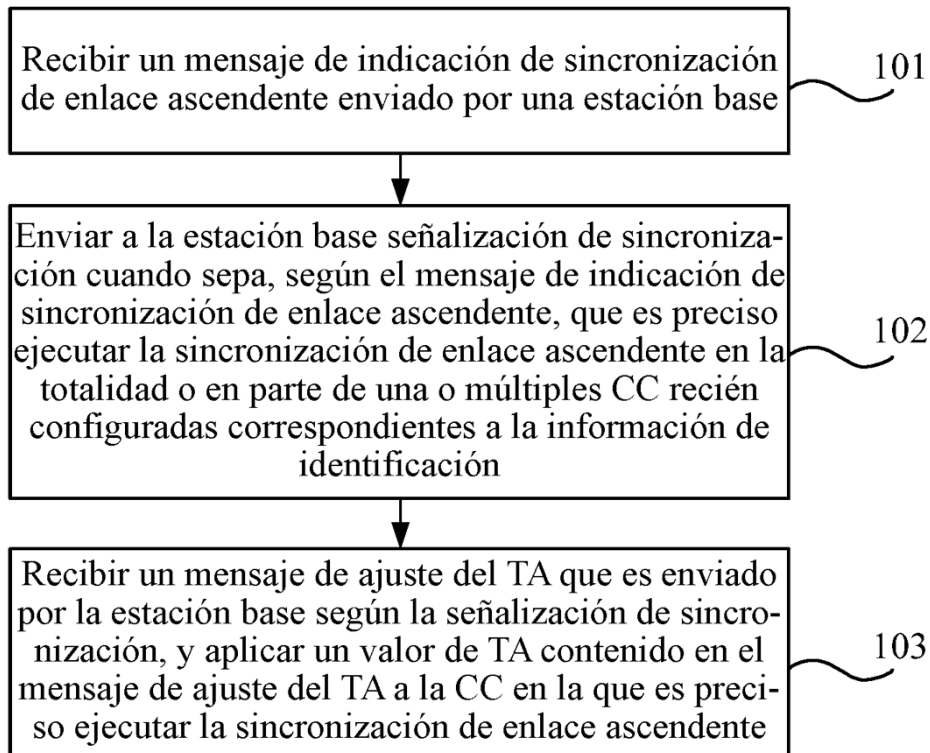 Recibir un mensaje de indicación de sincronización
de enlace ascendente enviado por una estación base
101
Enviar a la estación base señalización de sincroniza-
ción cuando sepa, según el mensaje de indicación de
sincronización de enlace ascendente, que es preciso
ejecutar la sincronización de enlace ascendente en la
totalidad o en parte de una o múltiples CC recién
configuradas correspondientes a la información de
identificación
102
Recibir un mensaje de ajuste del TA que es enviado
por la estación base según la señalización de sincro-
nización, y aplicar un valor de TA contenido en el
mensaje de ajuste del TA a la CC en la que es preci-
so ejecutar la sincronización de enlace ascendente
103